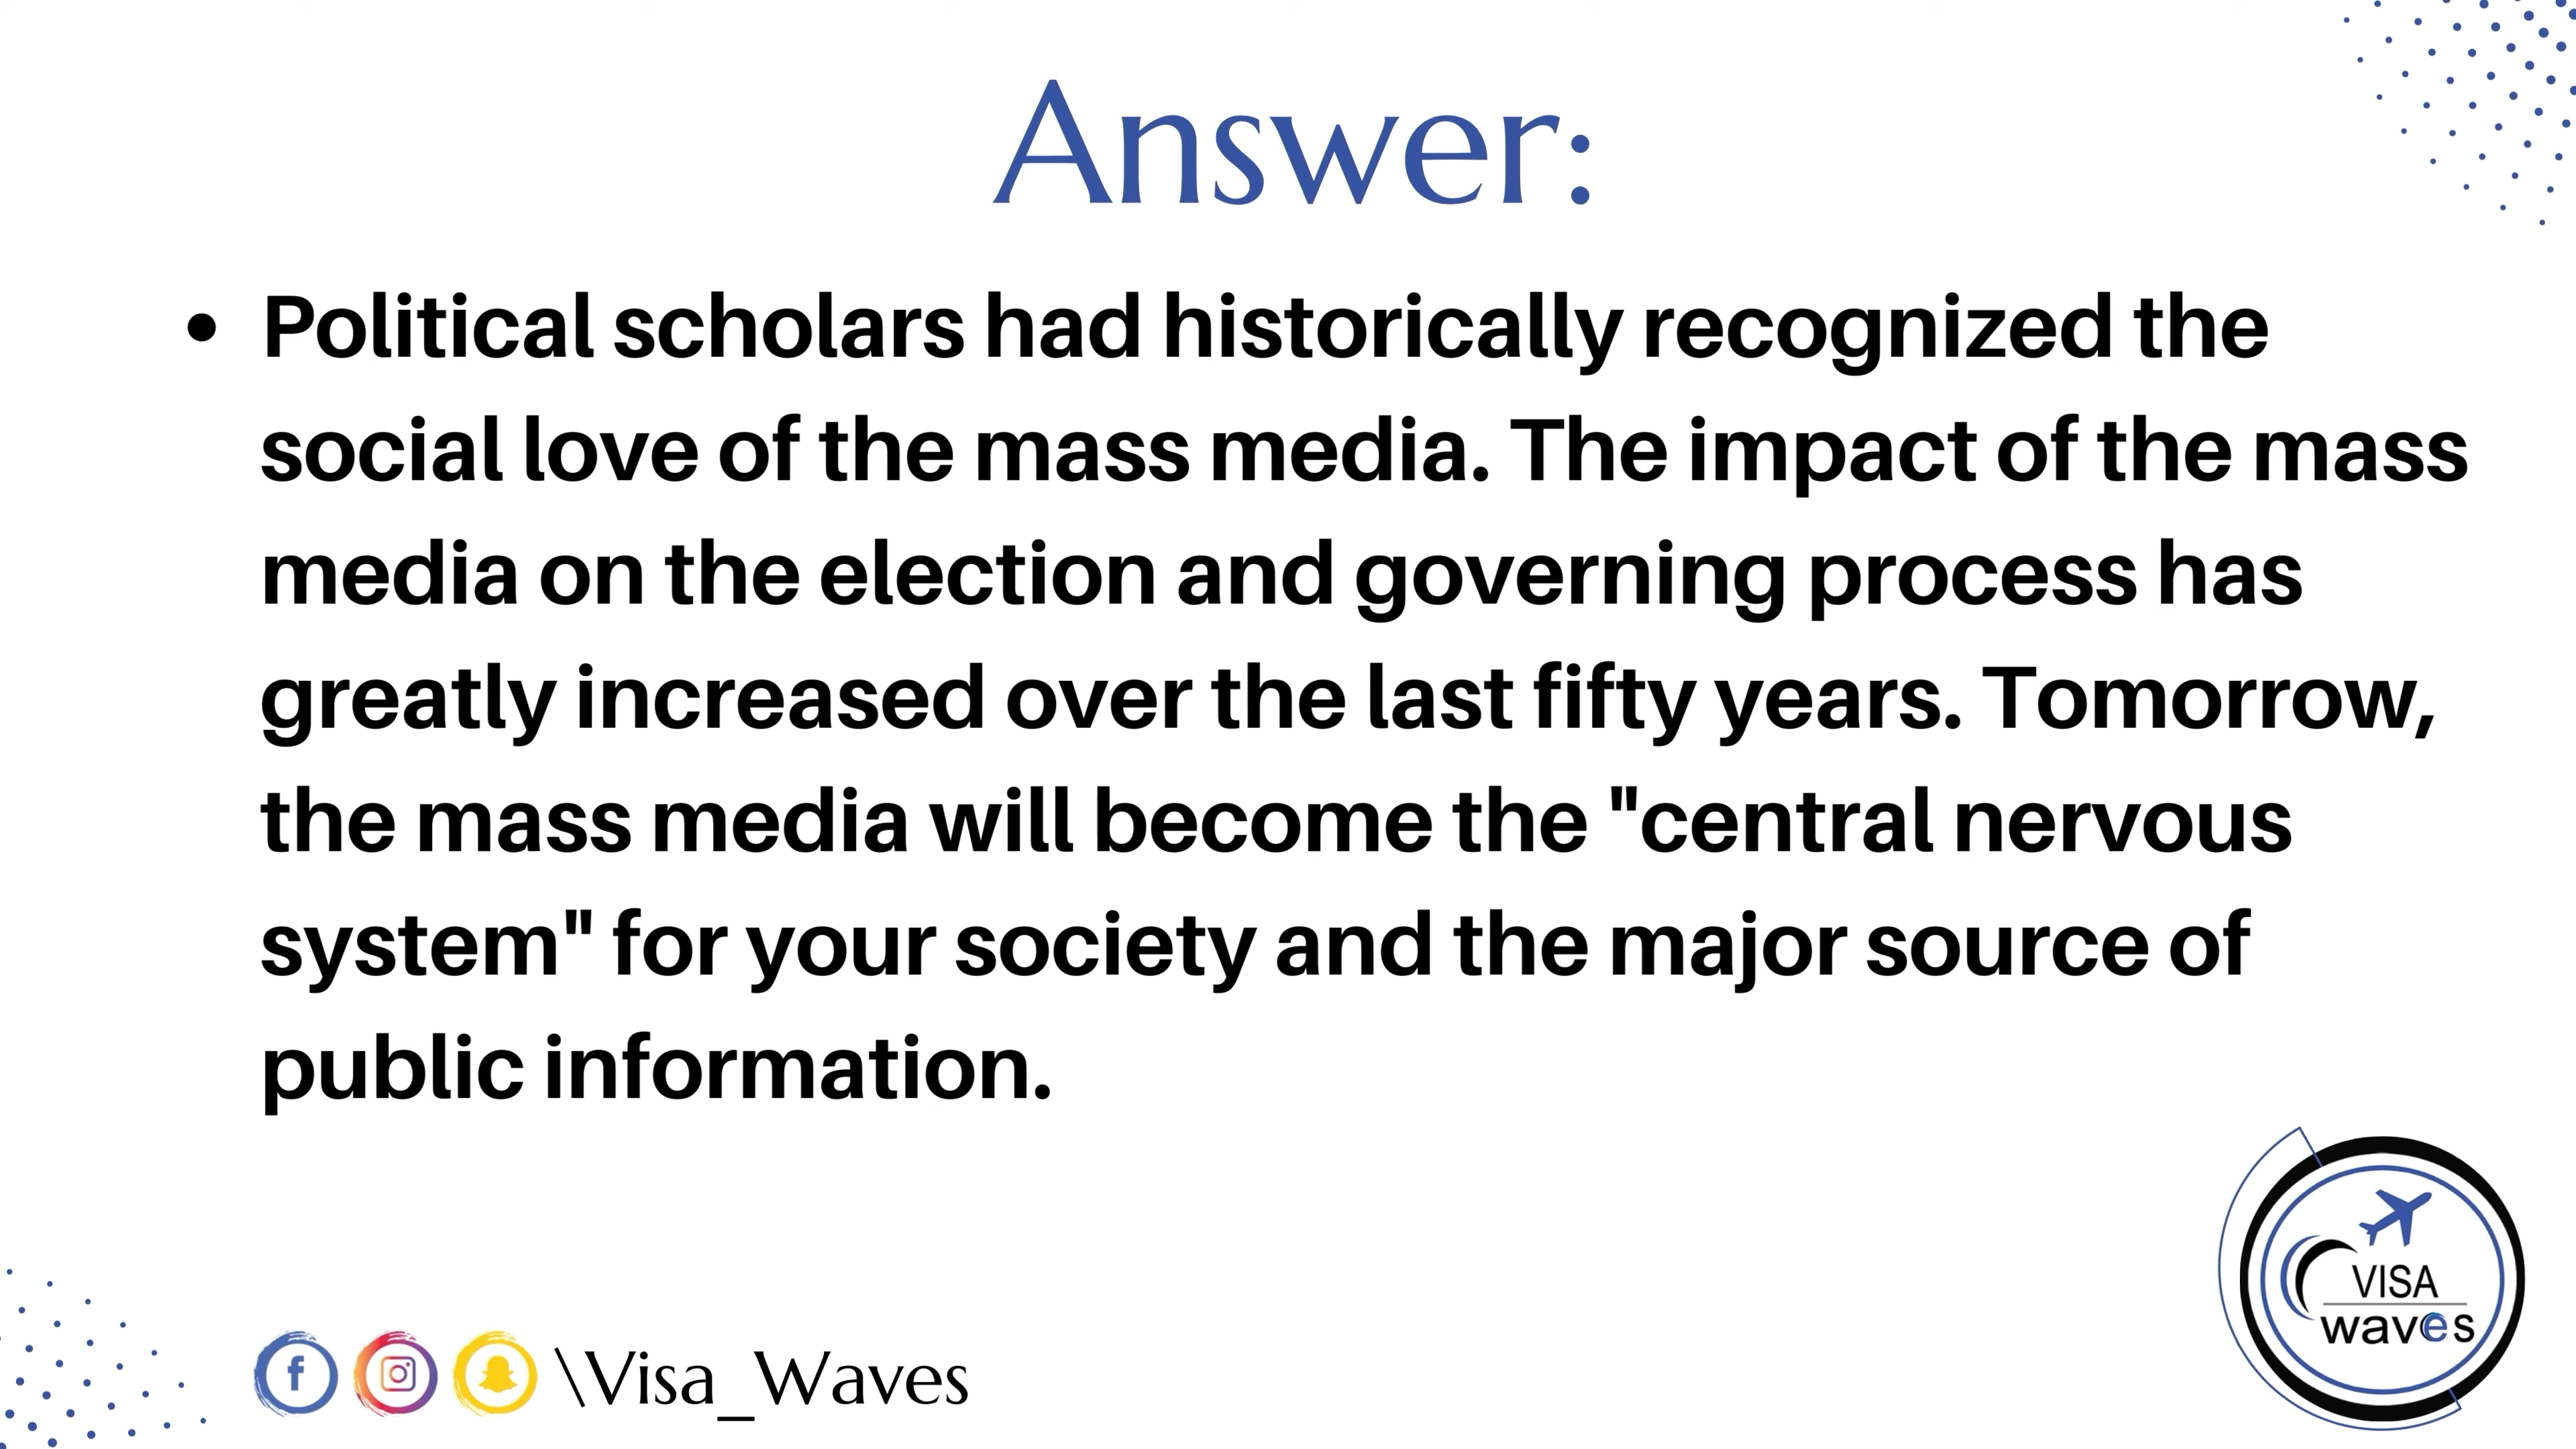 Answer:
• Political scholars had historically recognized the
social love of the mass media. The impact of the mass
media on the election and governing process has
greatly increased over the last fifty years. Tomorrow,
the mass media will become the "central nervous
system" for your society and the major source of
public information.
VISA
waves
\Visa_Waves